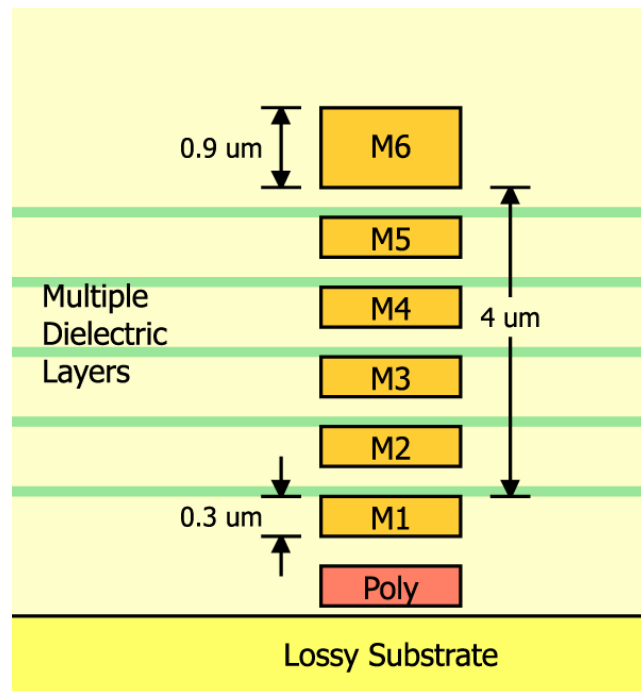 0.9 um
M6
M5
Multiple
Dielectric
Layers
M4
4 um
M3
M2
0.3 um
M1
Poly
Lossy Substrate